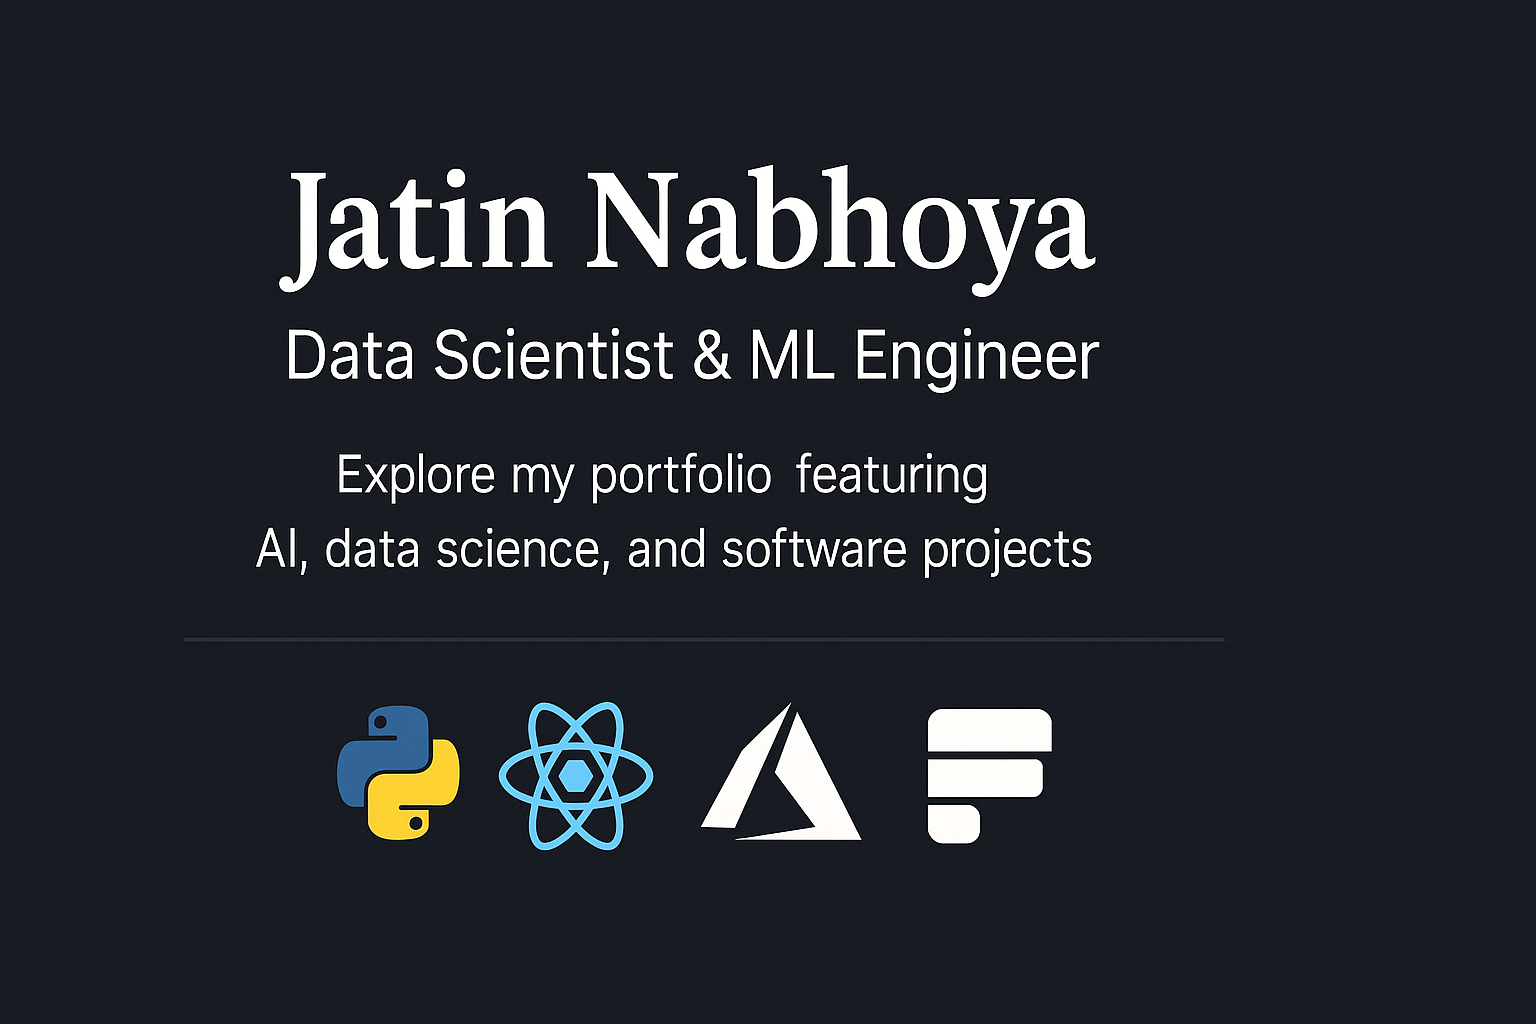 Jatin Nabhoya
Data Scientist & ML Engineer
Explore my portfolio featuring
AI, data science, and software projects